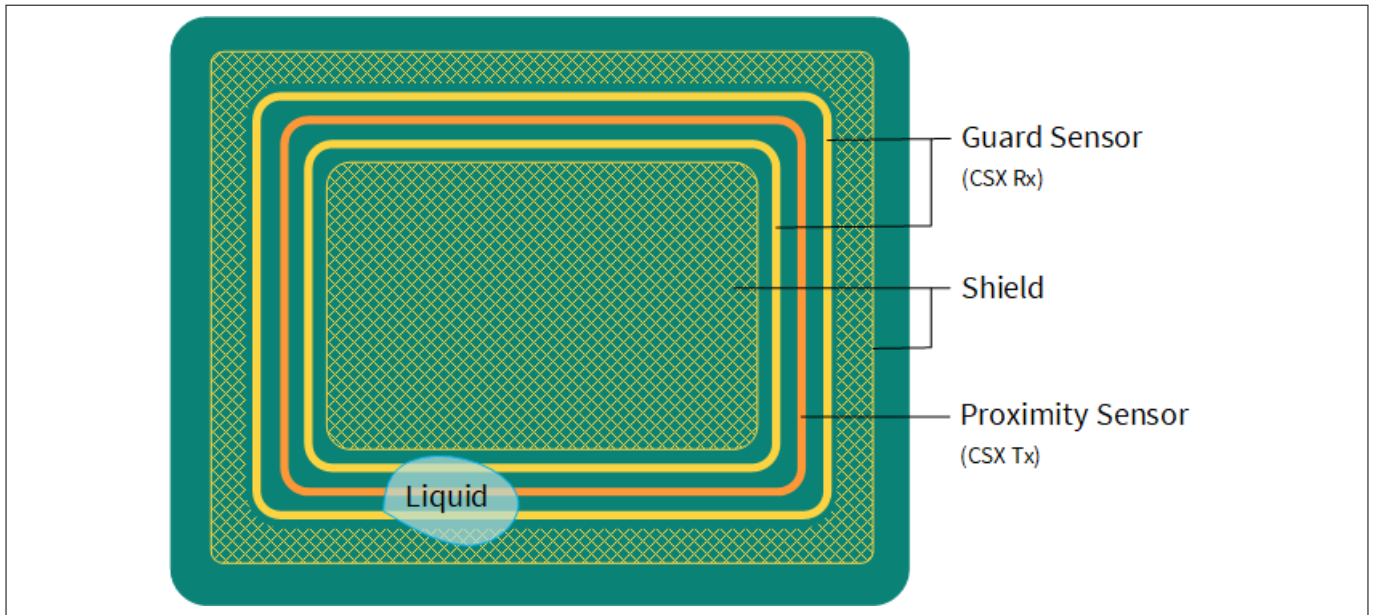 Guard Sensor
(CSX Rx)
Shield
Proximity Sensor
(CSX Tx)
Liquid